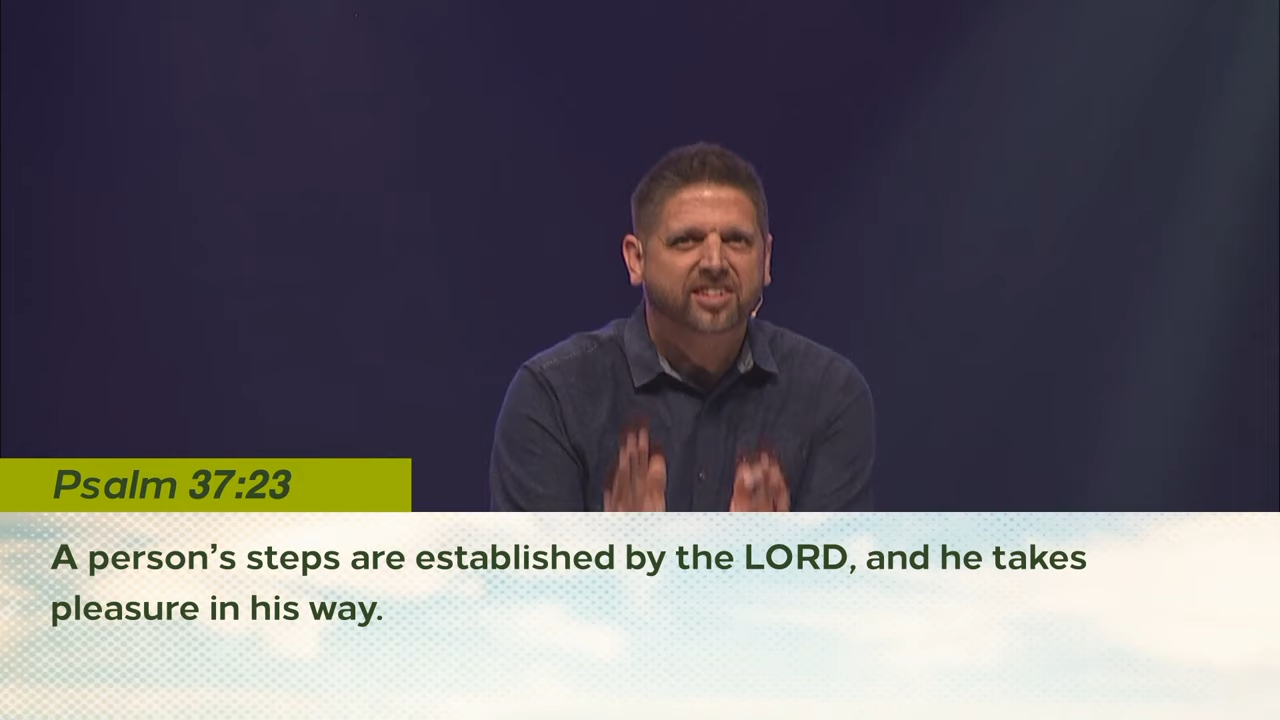 Psalm 37:23
A person’s steps are established by the LORD, and he takes
pleasure in his way.